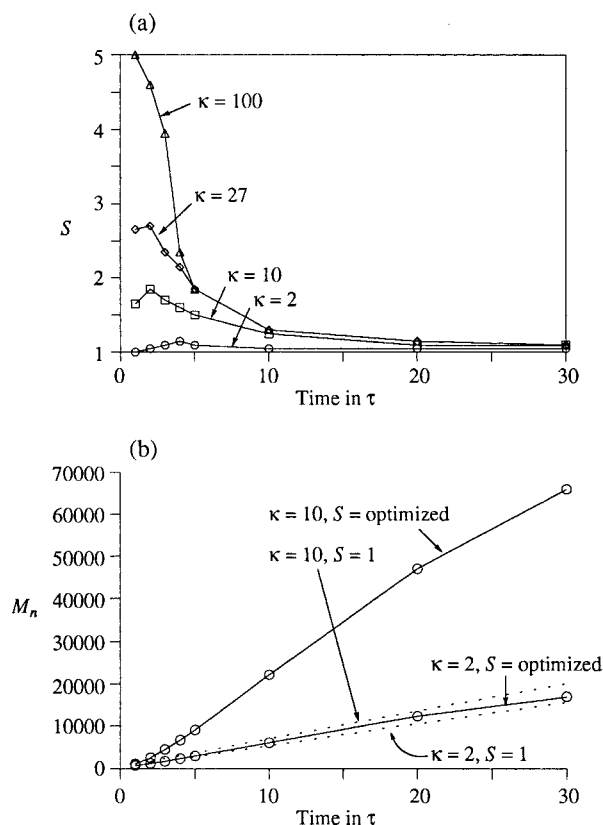 (a)
5
4
3
2
1
S
κ = 100
κ = 27
κ = 10
κ = 2
0
10
20
30
Time in τ
(b)
70000
60000
50000
40000
30000
20000
10000
0
M_n
κ = 10, S = optimized
κ = 10, S = 1
κ = 2, S = optimized
κ = 2, S = 1
0
10
20
30
Time in τ